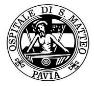 OSPITALE DI S. MATTEO
PAVIA